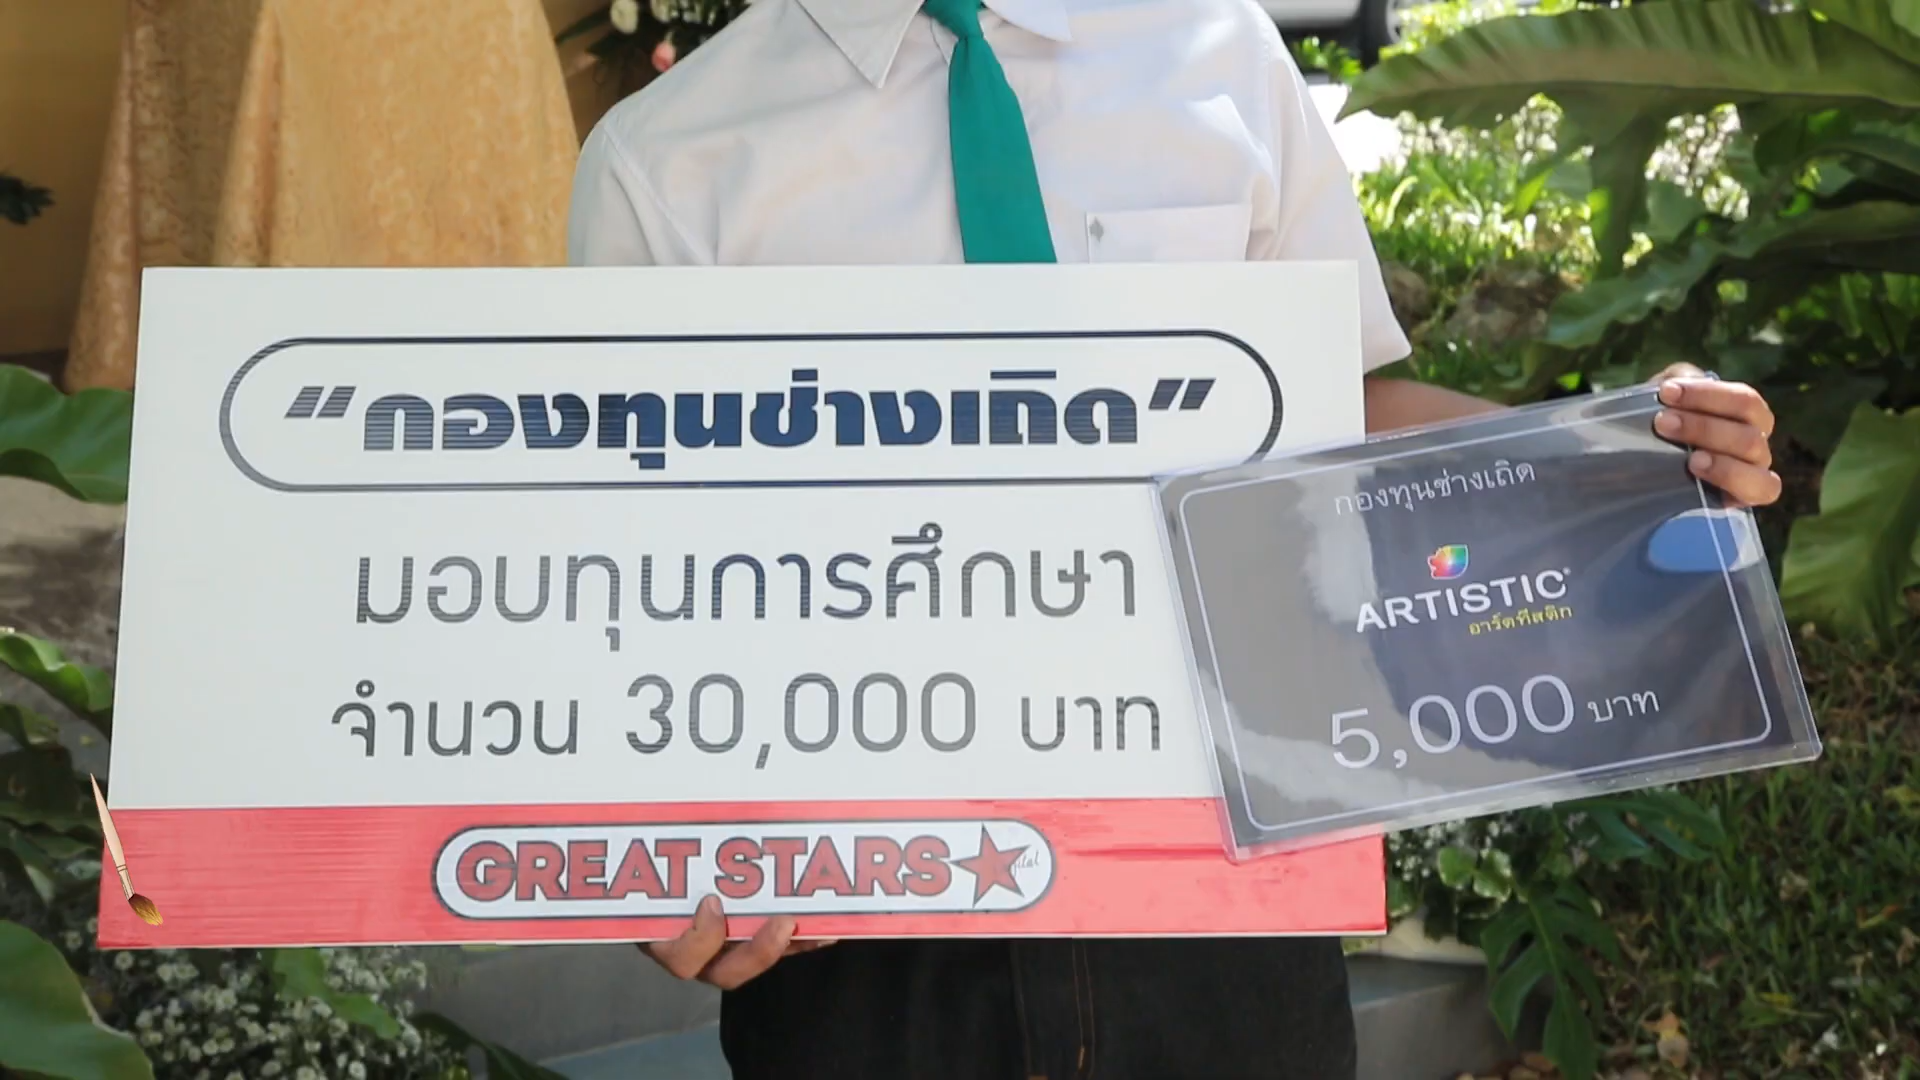 "กองทุนช่างเถิด"
มอบทุนการศึกษา
จำนวน 30,000 บาท
GREAT STARS
กองทุนช่างเถิด
ARTISTIC
อาร์ตทีสติก
5,000 บาท